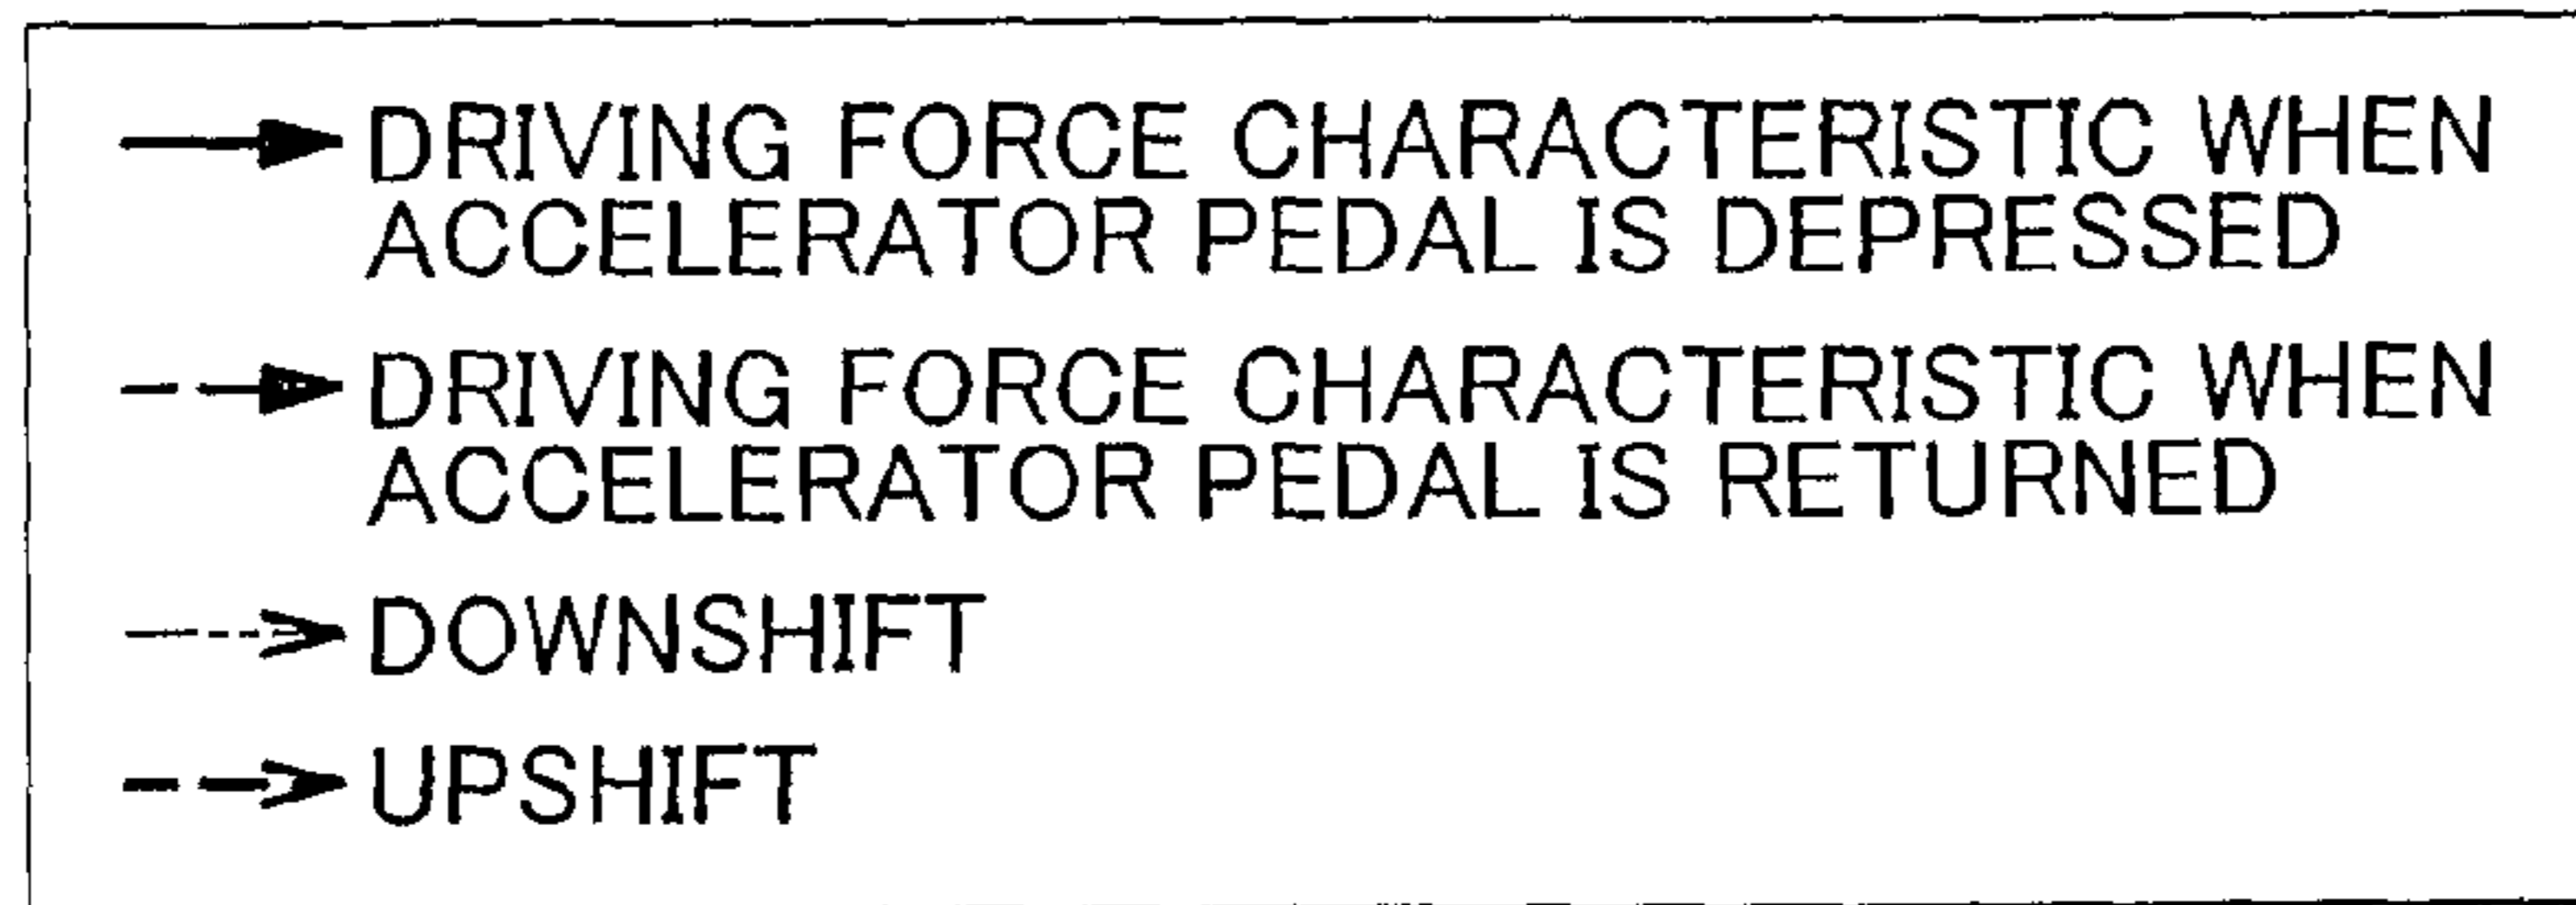 DRIVING FORCE CHARACTERISTIC WHEN
ACCELERATOR PEDAL IS DEPRESSED
DRIVING FORCE CHARACTERISTIC WHEN
ACCELERATOR PEDAL IS RETURNED
DOWNSHIFT
UPSHIFT